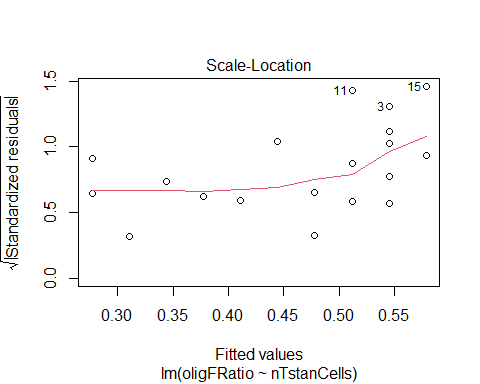 Scale-Location
√|Standardized residuals|
1.5
1.0
0.5
0.0
11
3
15
0.30 0.35 0.40 0.45 0.50 0.55
Fitted values
lm(oligFRatio ~ nTstanCells)